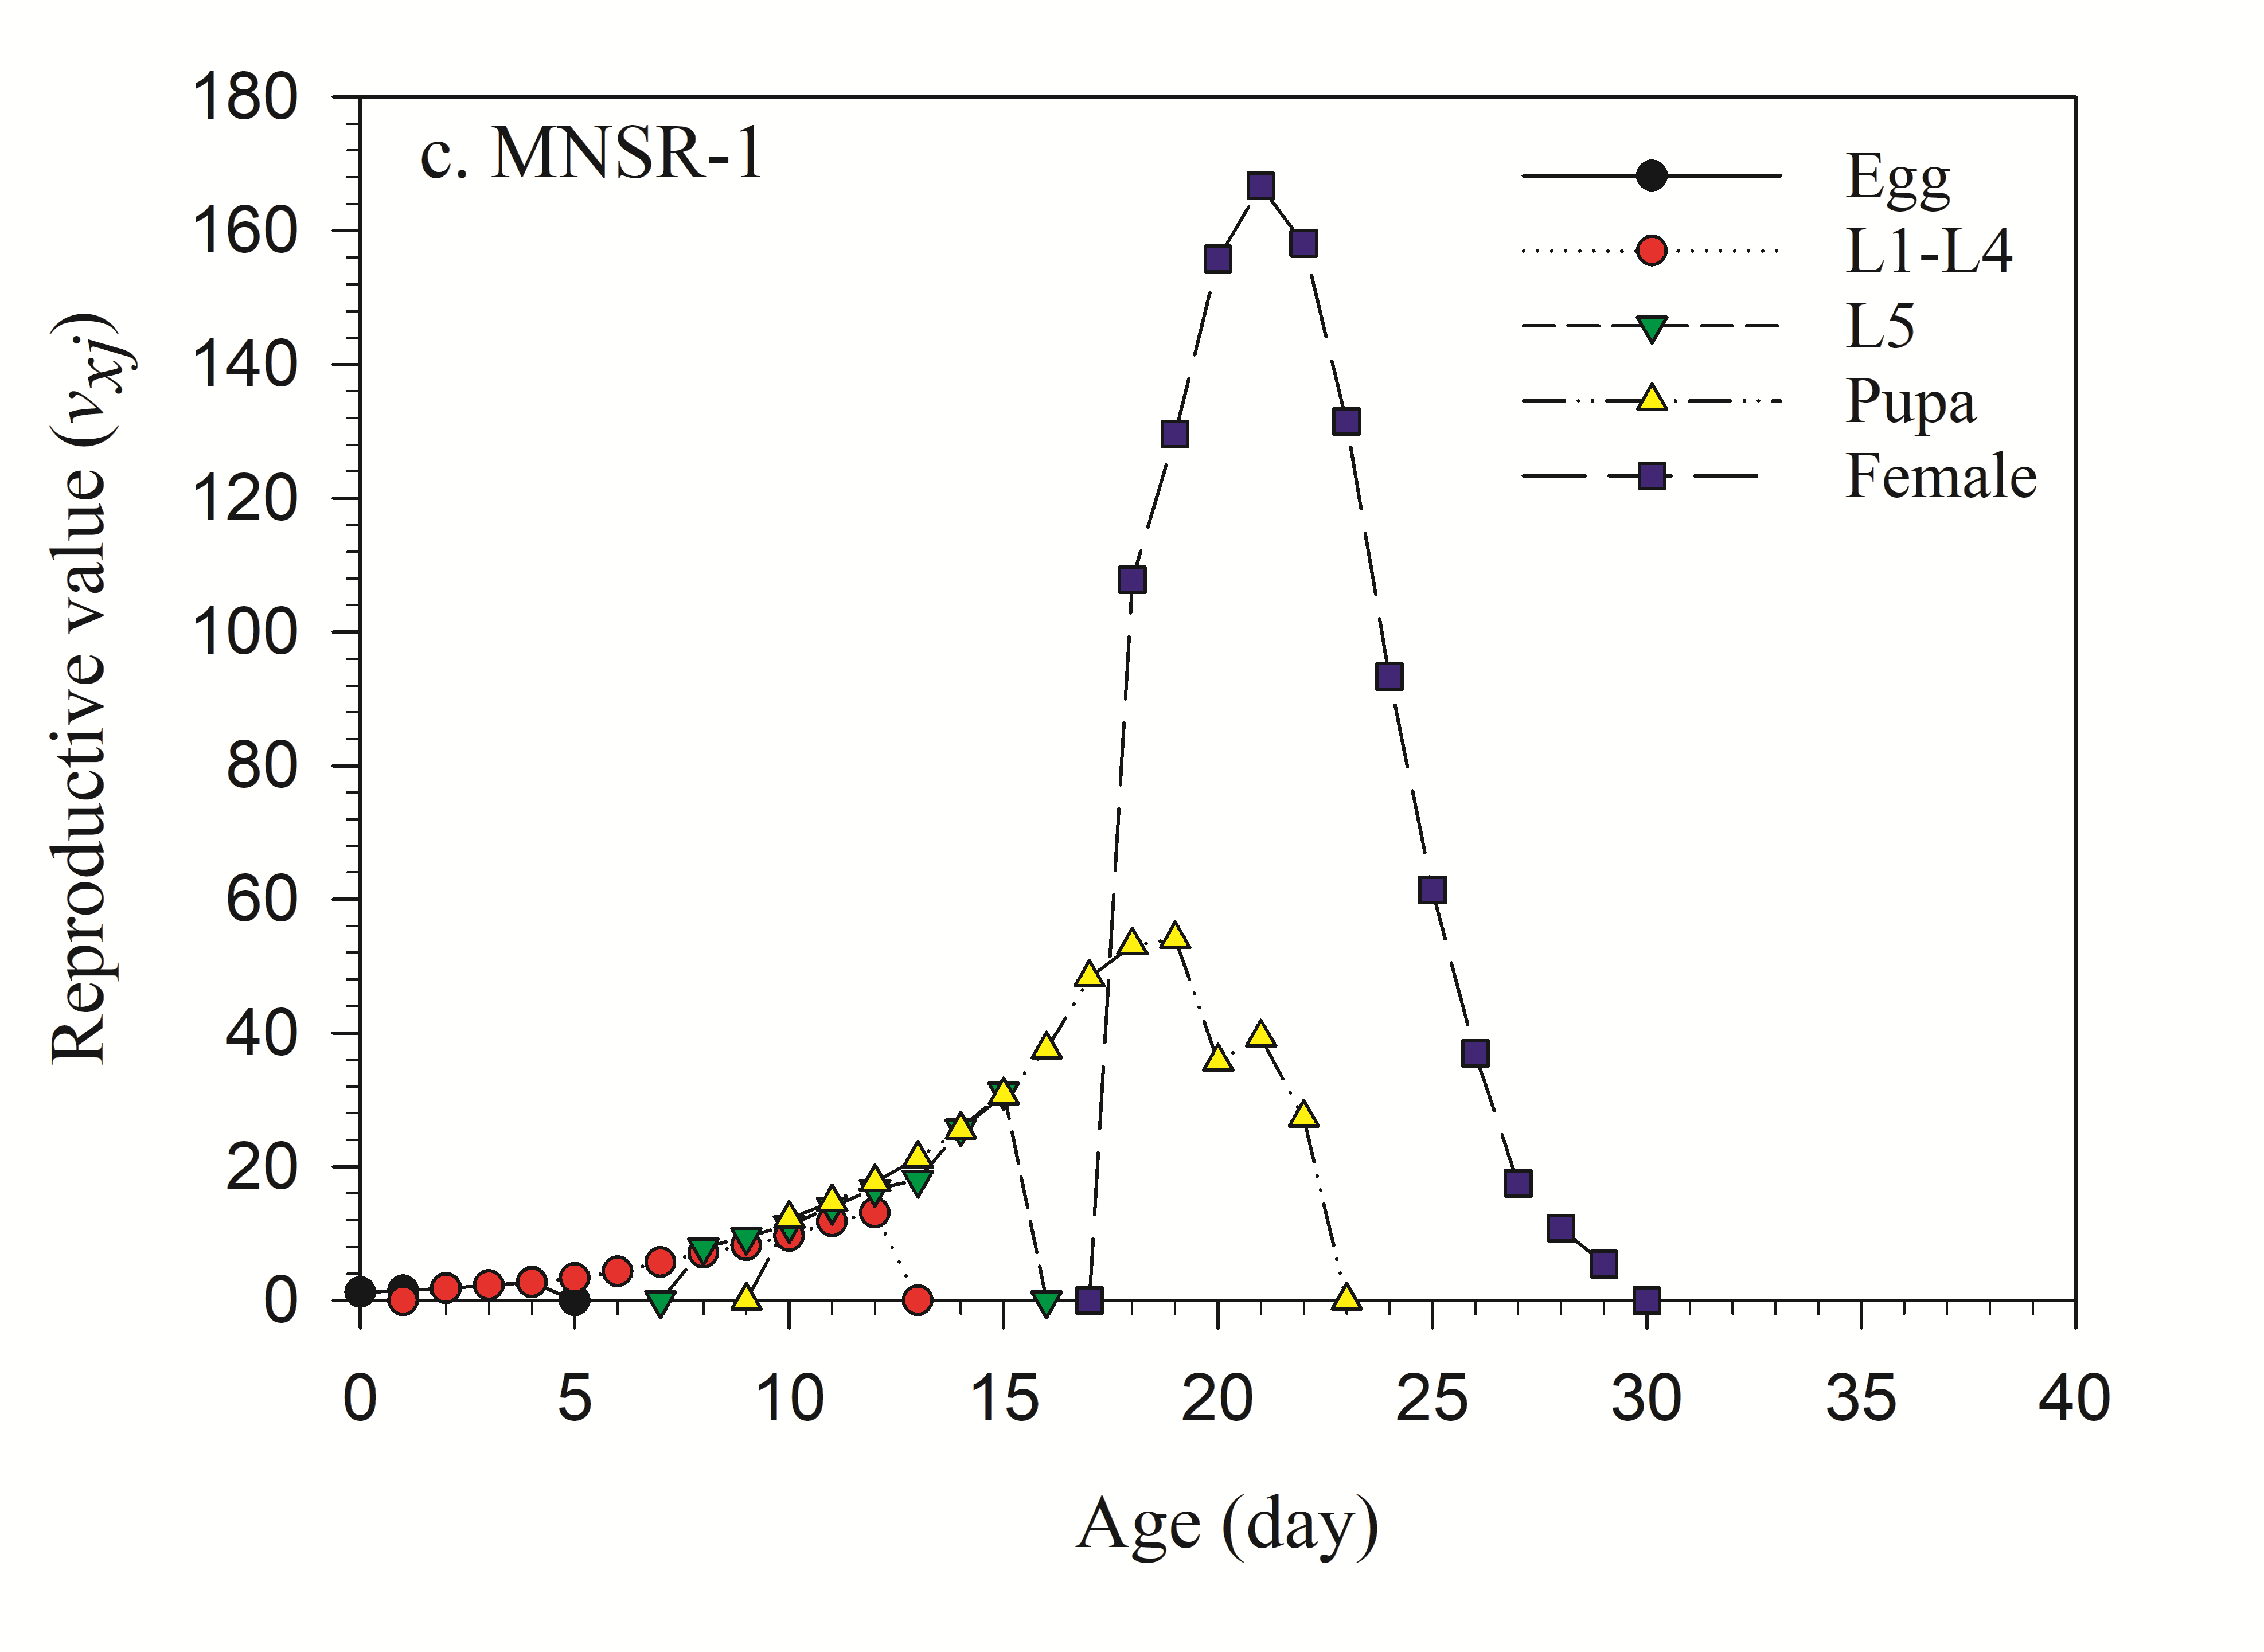 c. MNSR-1
Egg
L1-L4
L5
Pupa
Female
Reproductive value (vxj)
180
160
140
120
100
80
60
40
20
0
0 5 10 15 20 25 30 35 40
Age (day)